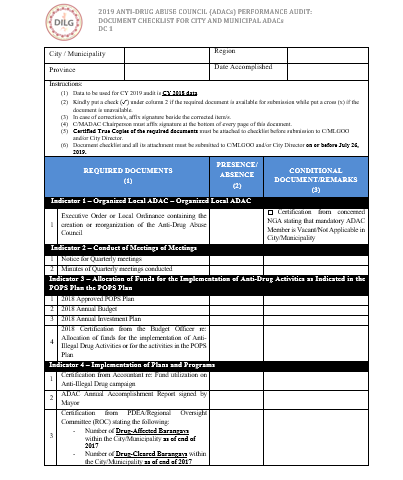 DILG
2019 ANTI-DRUG ABUSE COUNCIL (ADACs) PERFORMANCE AUDIT:
DOCUMENT CHECKLIST FOR CITY AND MUNICIPAL ADACs
DC 1
City / Municipality
Region
Province
Date Accomplished
Instructions:
(1) Data to be used for CY 2019 audit is CY 2018 data
(2) Kindly put a check (✓) under column 2 if the required document is available for submission while put a cross (x) if the
document is unavailable.
(3) In case of correction/s, affix signature beside the corrected item/s.
(4) C/MADAC Chairperson must affix signature at the bottom of every page of this document.
(5) Certified True Copies of the required documents must be attached to checklist before submission to C/MLGOO
and/or City Director.
(6) Document checklist and all its attachment must be submitted to C/MLGOO and/or City Director on or before July 26,
2019.
REQUIRED DOCUMENTS
(1)
PRESENCE/
ABSENCE
(2)
CONDITIONAL
DOCUMENT/REMARKS
(3)
Indicator 1 – Organized Local ADAC – Organized Local ADAC
1 Executive Order or Local Ordinance containing the
creation or reorganization of the Anti-Drug Abuse
Council
☐ Certification from concerned
NGA stating that mandatory ADAC
Member is Vacant/Not Applicable in
City/Municipality
Indicator 2 – Conduct of Meetings of Meetings
1 Notice for Quarterly meetings
2 Minutes of Quarterly meetings conducted
Indicator 3 – Allocation of Funds for the Implementation of Anti-Drug Activities as Indicated in the
POPS Plan the POPS Plan
1 2018 Approved POPS Plan
2 2018 Annual Budget
3 2018 Annual Investment Plan
4 2018 Certification from the Budget Officer re:
Allocation of funds for the implementation of Anti-
Illegal Drug Activities or for the activities in the POPS
Plan
Indicator 4 – Implementation of Plans and Programs
1 Certification from Accountant re: Fund utilization on
Anti-Illegal Drug campaign
2 ADAC Annual Accomplishment Report signed by
Mayor
3 Certification from PDEA/Regional Oversight
Committee (ROC) stating the following:
- Number of Drug-Affected Barangays
within the City/Municipality as of end of
2017
- Number of Drug-Cleared Barangays within
the City/Municipality as of end of 2017